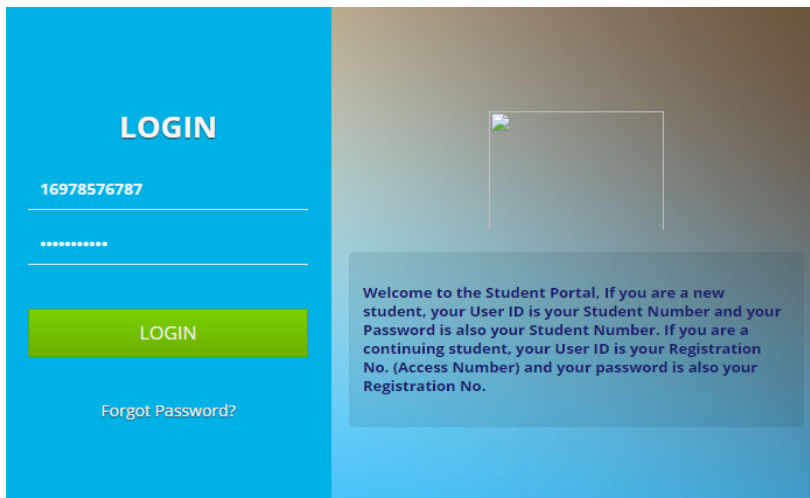 LOGIN
16978576787
•••••••••••
LOGIN
Forgot Password?
Welcome to the Student Portal, If you are a new
student, your User ID is your Student Number and your
Password is also your Student Number. If you are a
continuing student, your User ID is your Registration
No. (Access Number) and your password is also your
Registration No.